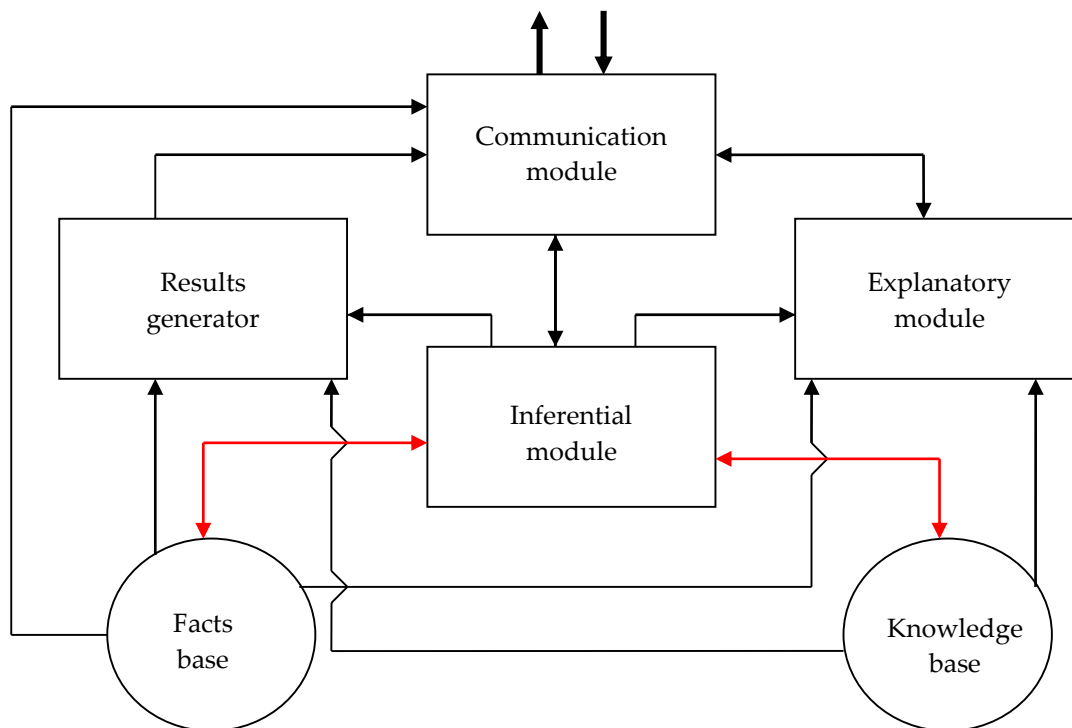 Communication
module
Results
generator
Explanatory
module
Inferential
module
Facts
base
Knowledge
base